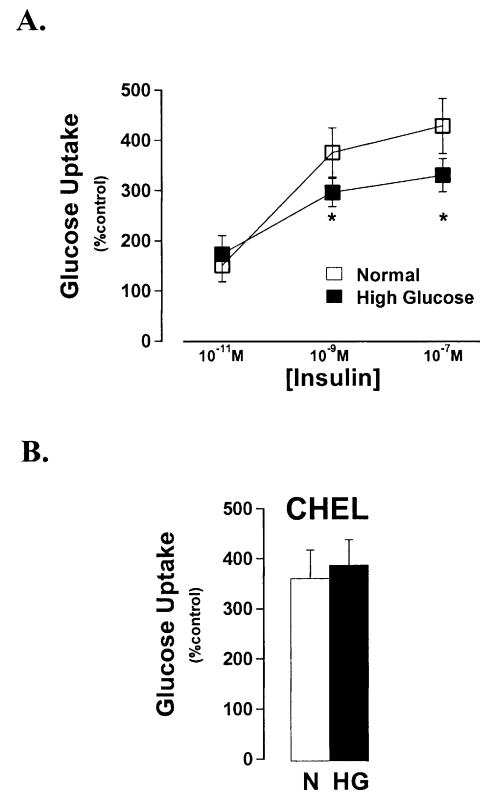 A.
500
400
300
200
100
0
Glucose Uptake
(%control)
*
*
Normal
High Glucose
10-11M
10-9M
10-7M
[Insulin]
B.
CHEL
500
400
300
200
100
0
Glucose Uptake
(%control)
N HG